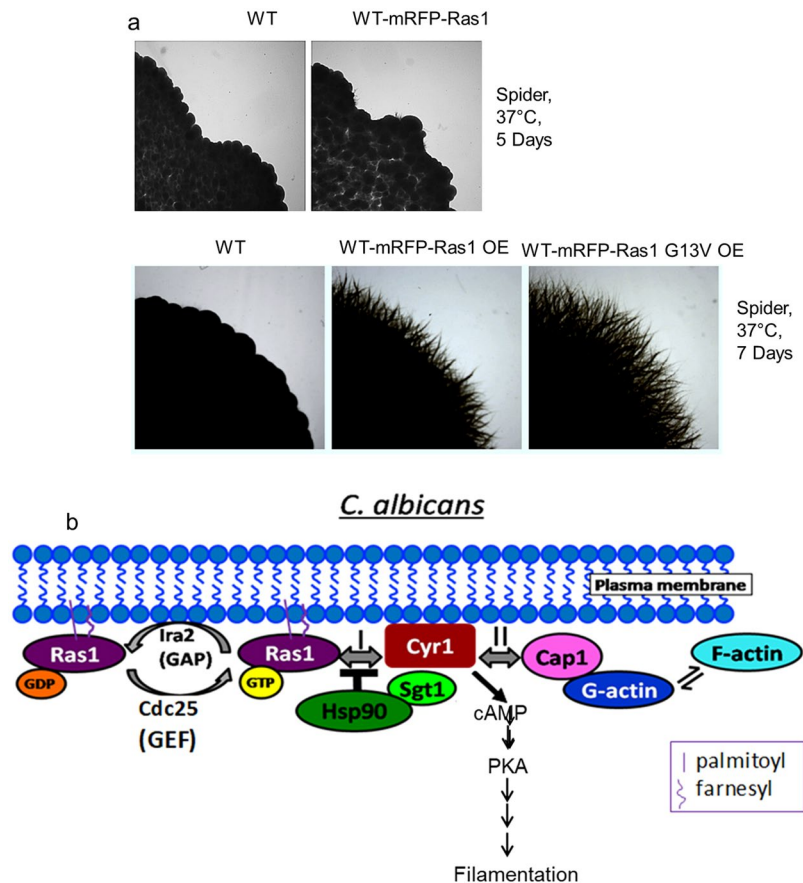 a
WT
WT-mRFP-Ras1
Spider,
37°C,
5 Days
WT
WT-mRFP-Ras1 OE
WT-mRFP-Ras1 G13V OE
Spider,
37°C,
7 Days
b
C. albicans
Plasma membrane
Ras1
GDP
Ira2
(GAP)
Cdc25
(GEF)
Ras1
GTP
I
Hsp90
Cyr1
Sgt1
II
Cap1
G-actin
F-actin
cAMP
PKA
Filamentation
palmitoyl
farnesyl